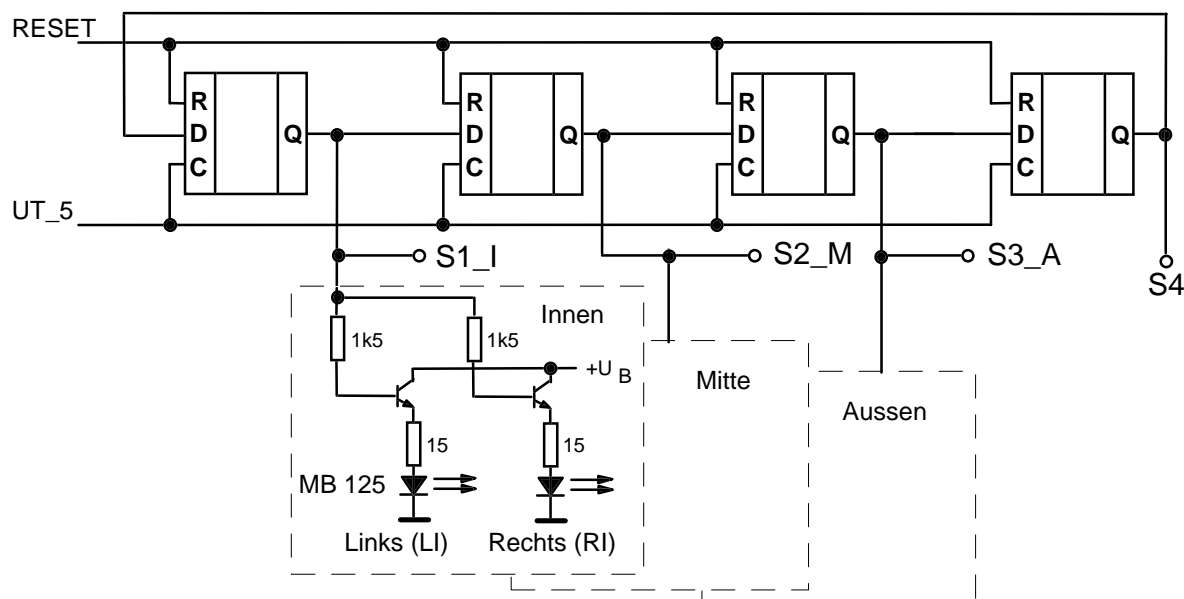 RESET
R R R R
D Q D Q D Q D Q
C C C C
UT_5
S1_I S2_M S3_A S4
Innen
1k5 1k5
+U B
Mitte
Aussen
15 15
MB 125
Links (LI) Rechts (RI)